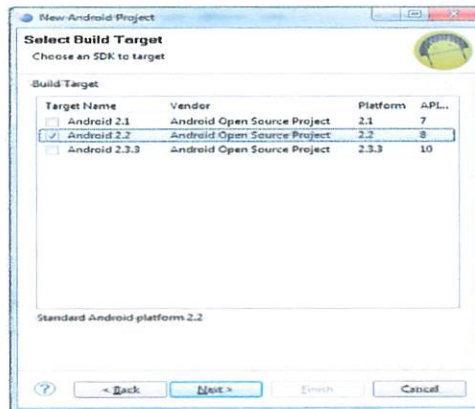 New Android Project
Select Build Target
Choose an SDK to target
Build Target
Target Name Vendor Platform API...
Android 2.1 Android Open Source Project 2.1 7
Android 2.2 Android Open Source Project 2.2 8
Android 2.3.3 Android Open Source Project 2.3.3 10
Standard Android platform 2.2
? < Back Next > Finish Cancel